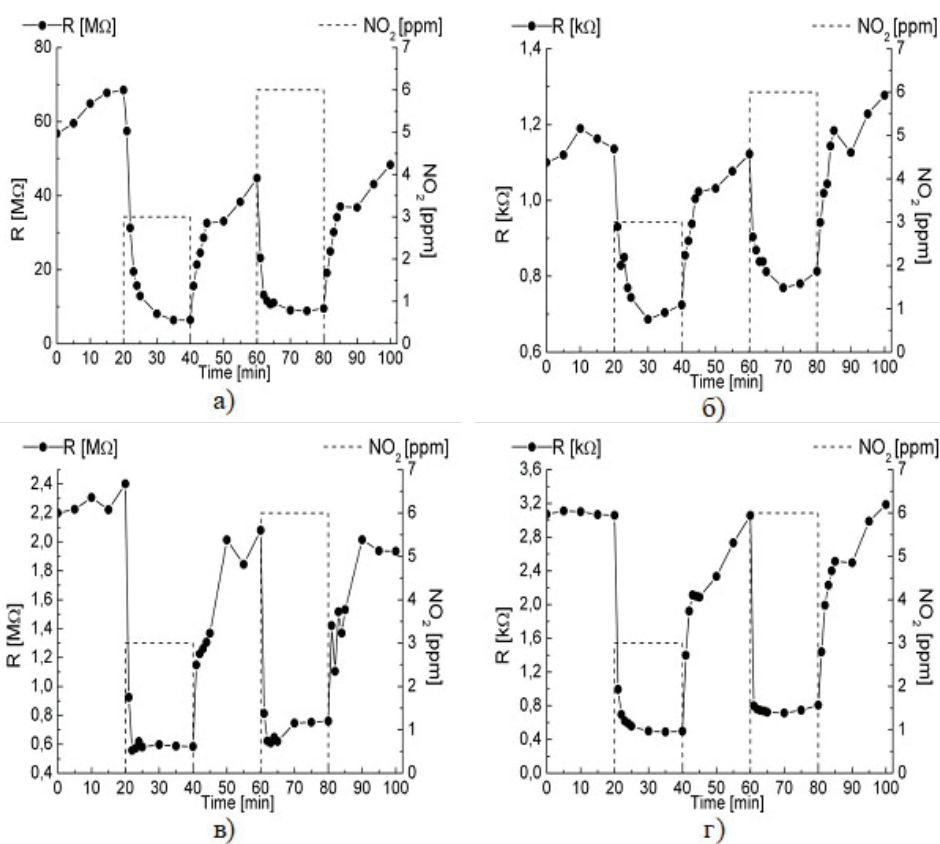 R [MΩ] NO2 [ppm]
80
60
40
20
0
R [MΩ]
6
5
4
3
2
1
0
NO2 [ppm]
0 10 20 30 40 50 60 70 80 90 100
Time [min]
а)
R [kΩ] NO2 [ppm]
1,4
1,2
1,0
0,8
0,6
R [kΩ]
7
6
5
4
3
2
1
0
NO2 [ppm]
0 10 20 30 40 50 60 70 80 90 100
Time [min]
б)
R [MΩ] NO2 [ppm]
2,4
2,2
2,0
1,8
1,6
1,4
1,2
1,0
0,8
0,6
0,4
R [MΩ]
7
6
5
4
3
2
1
0
NO2 [ppm]
0 10 20 30 40 50 60 70 80 90 100
Time [min]
в)
R [kΩ] NO2 [ppm]
3,6
3,2
2,8
2,4
2,0
1,6
1,2
0,8
0,4
0,0
R [kΩ]
7
6
5
4
3
2
1
0
NO2 [ppm]
0 10 20 30 40 50 60 70 80 90 100
Time [min]
г)